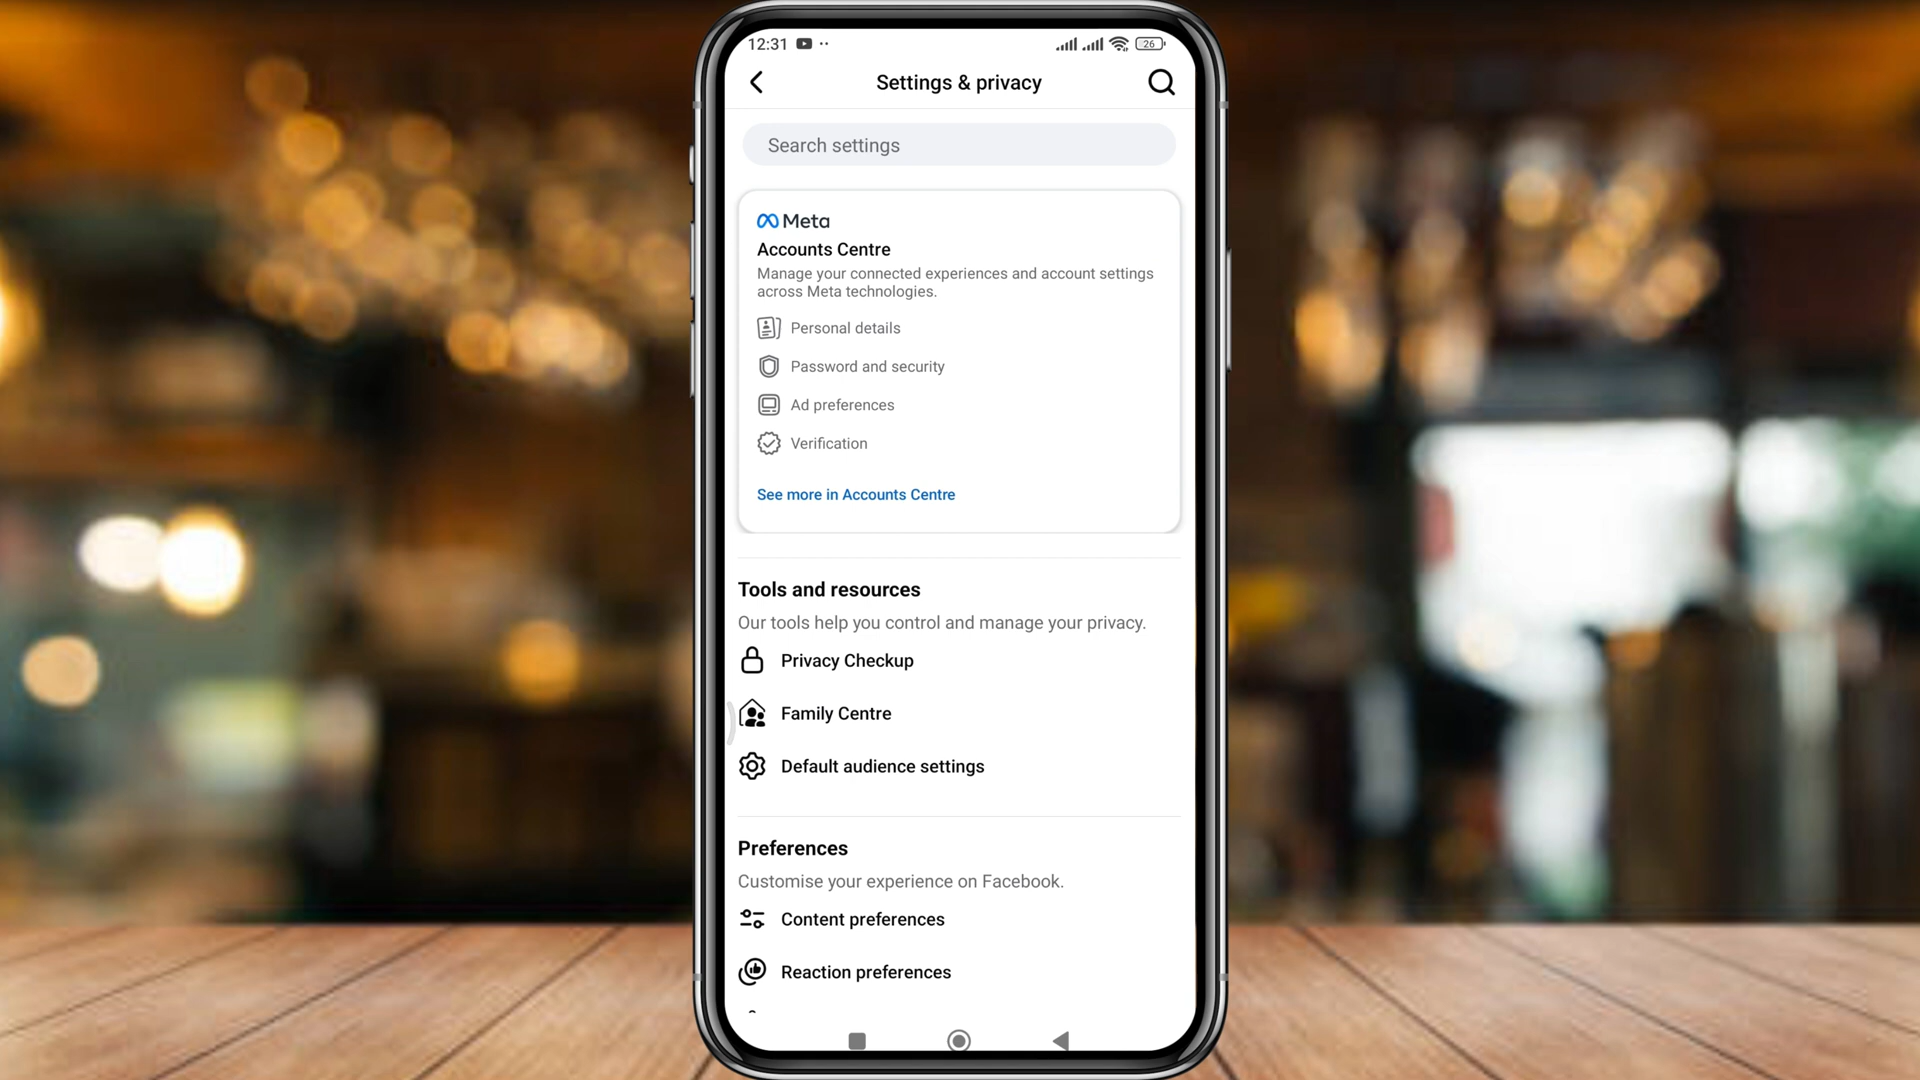 12:31
26
Settings & privacy
Search settings
Meta
Accounts Centre
Manage your connected experiences and account settings
across Meta technologies.
Personal details
Password and security
Ad preferences
Verification
See more in Accounts Centre
Tools and resources
Our tools help you control and manage your privacy.
Privacy Checkup
Family Centre
Default audience settings
Preferences
Customise your experience on Facebook.
Content preferences
Reaction preferences